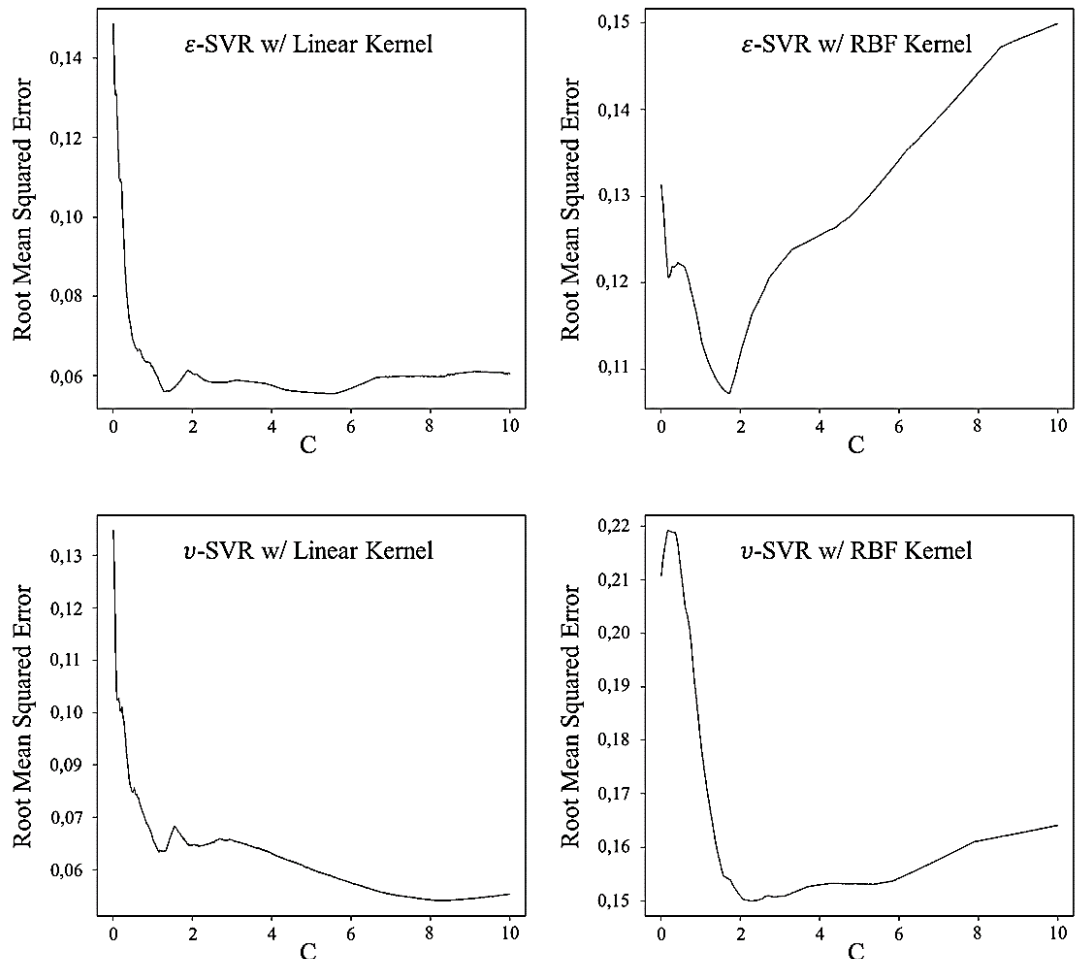 ε-SVR w/ Linear Kernel
Root Mean Squared Error
0,14
0,12
0,10
0,08
0,06
0 2 4 6 8 10
C
ε-SVR w/ RBF Kernel
Root Mean Squared Error
0,15
0,14
0,13
0,12
0,11
0 2 4 6 8 10
C
υ-SVR w/ Linear Kernel
Root Mean Squared Error
0,13
0,12
0,11
0,10
0,09
0,07
0,06
0 2 4 6 8 10
C
υ-SVR w/ RBF Kernel
Root Mean Squared Error
0,22
0,21
0,20
0,19
0,18
0,17
0,16
0,15
0 2 4 6 8 10
C